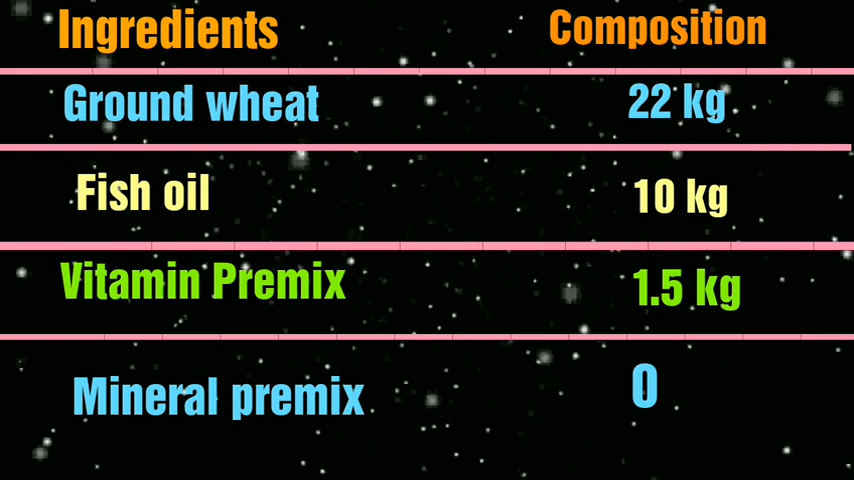 Ingredients Composition
Ground wheat 22 kg
Fish oil 10 kg
Vitamin Premix 1.5 kg
Mineral premix 0